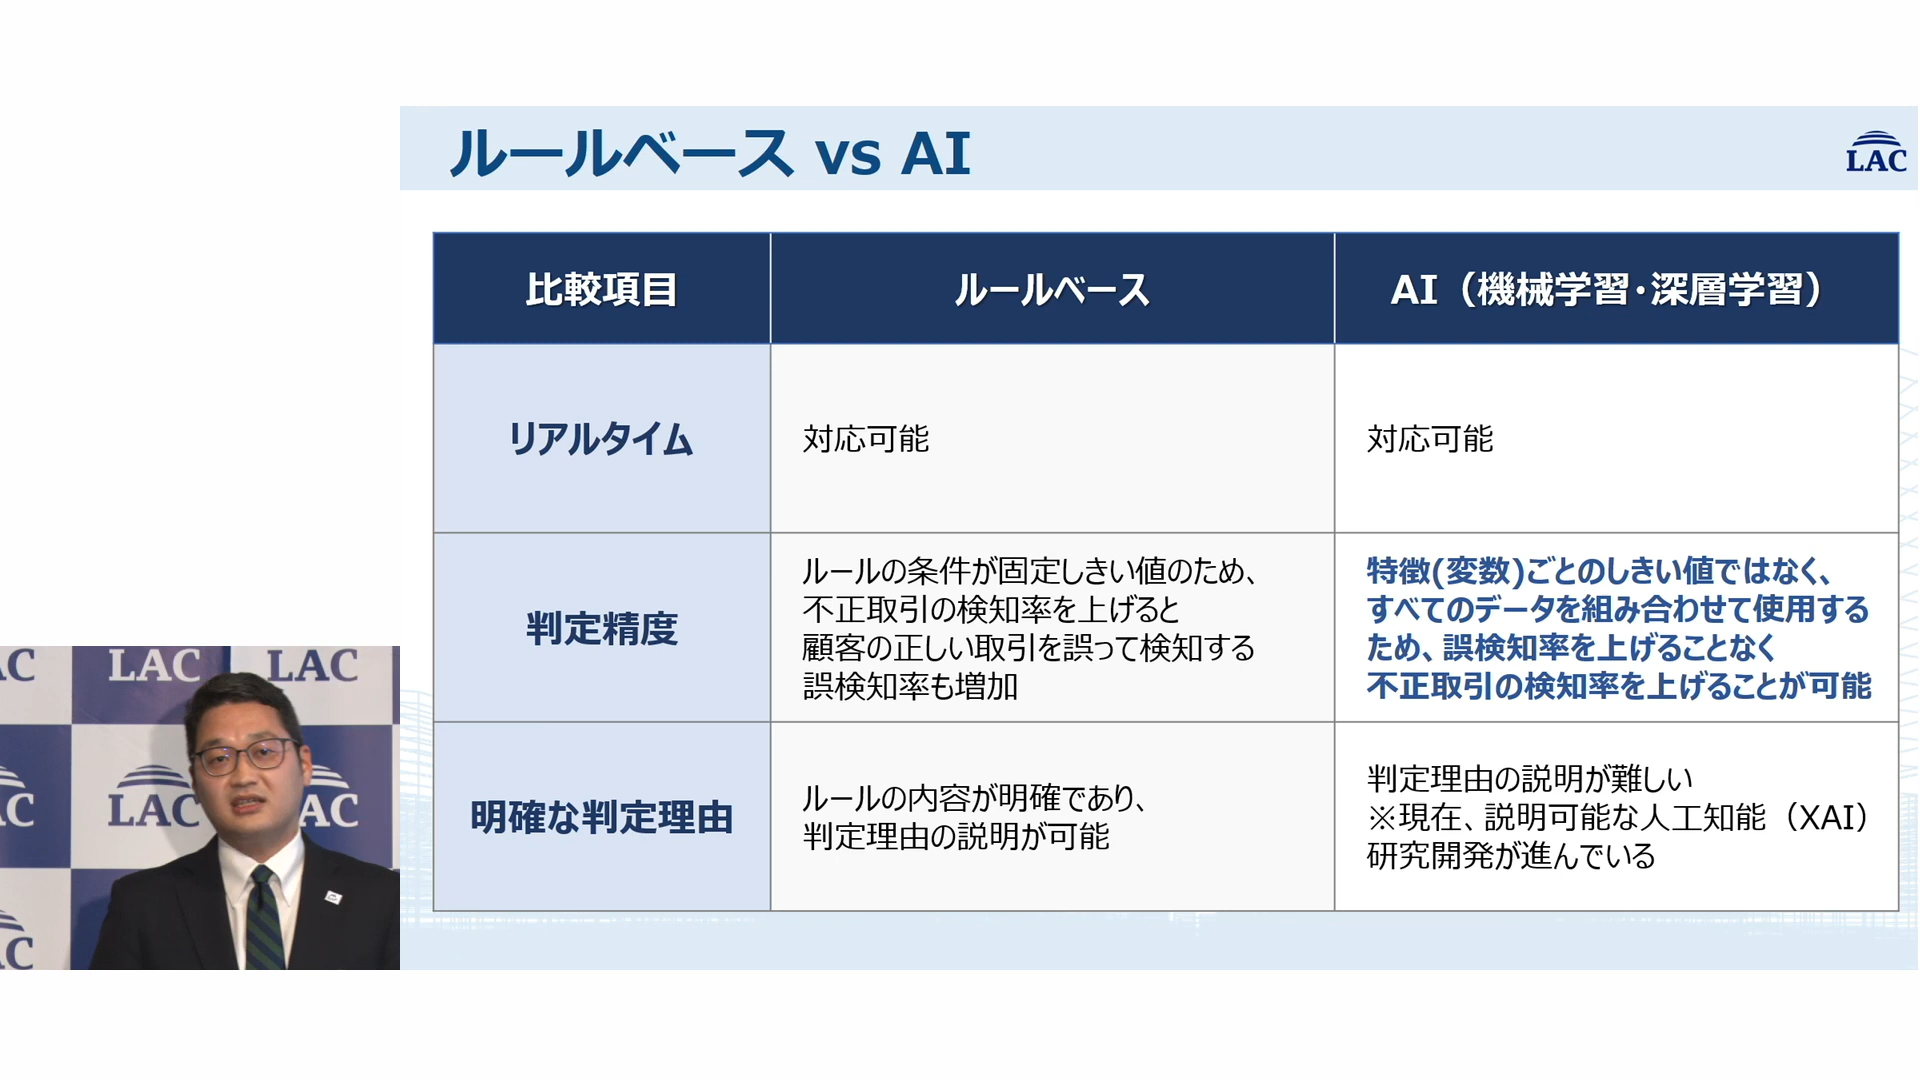 ルールベース vs AI
LAC
比較項目
ルールベース
AI（機械学習・深層学習）
リアルタイム
対応可能
対応可能
判定精度
ルールの条件が固定しきい値のため、
不正取引の検知率を上げると
顧客の正しい取引を誤って検知する
誤検知率も増加
特徴(変数)ごとのしきい値ではなく、
すべてのデータを組み合わせて使用する
ため、誤検知率を上げることなく
不正取引の検知率を上げることが可能
明確な判定理由
ルールの内容が明確であり、
判定理由の説明が可能
判定理由の説明が難しい
※現在、説明可能な人工知能（XAI）
研究開発が進んでいる
AC
LAC
LAC
AC
LAC
AC
AC